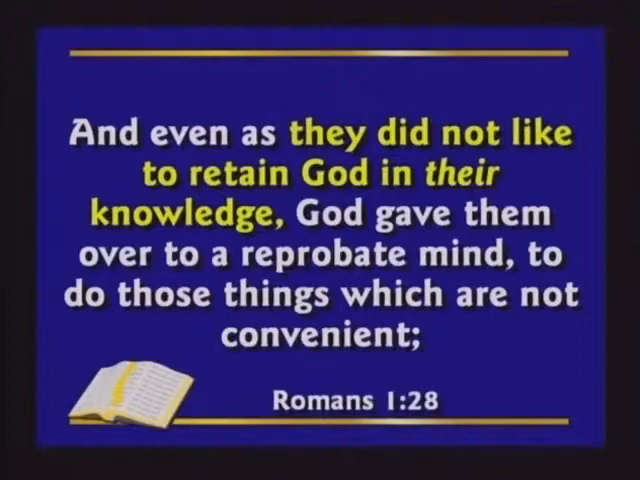 And even as they did not like
to retain God in their
knowledge, God gave them
over to a reprobate mind, to
do those things which are not
convenient;
Romans 1:28